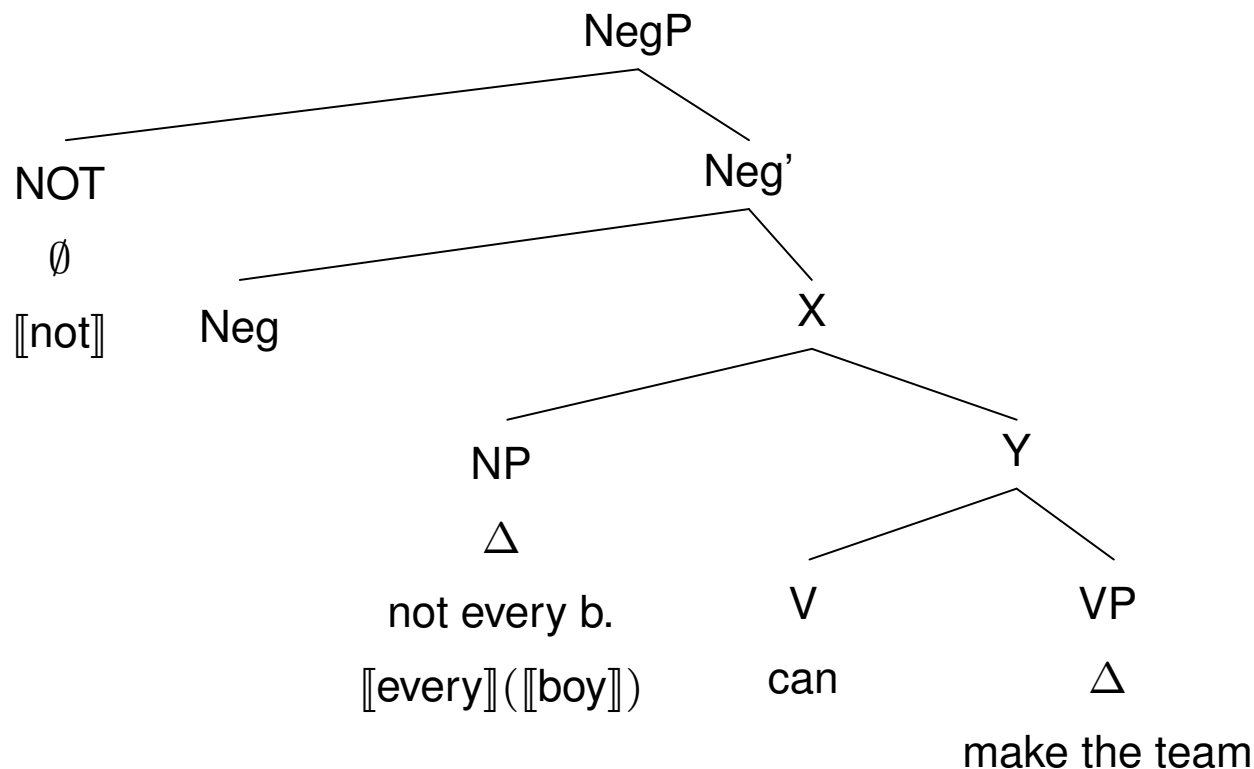 NegP
NOT
Neg’
∅
⟦not⟧
Neg
X
NP
Y
Δ
not every b.
V
VP
⟦every⟧(⟦boy⟧)
can
Δ
make the team